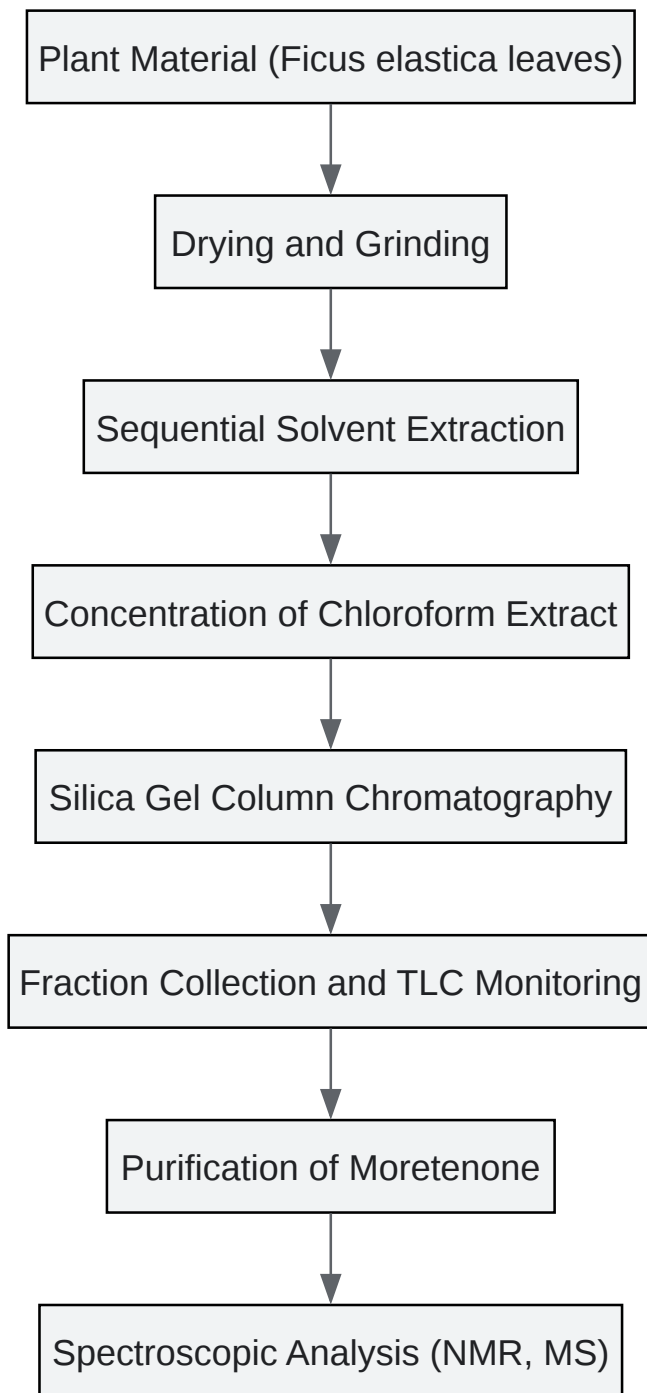 Plant Material (Ficus elastica leaves)
Drying and Grinding
Sequential Solvent Extraction
Concentration of Chloroform Extract
Silica Gel Column Chromatography
Fraction Collection and TLC Monitoring
Purification of Moretenone
Spectroscopic Analysis (NMR, MS)